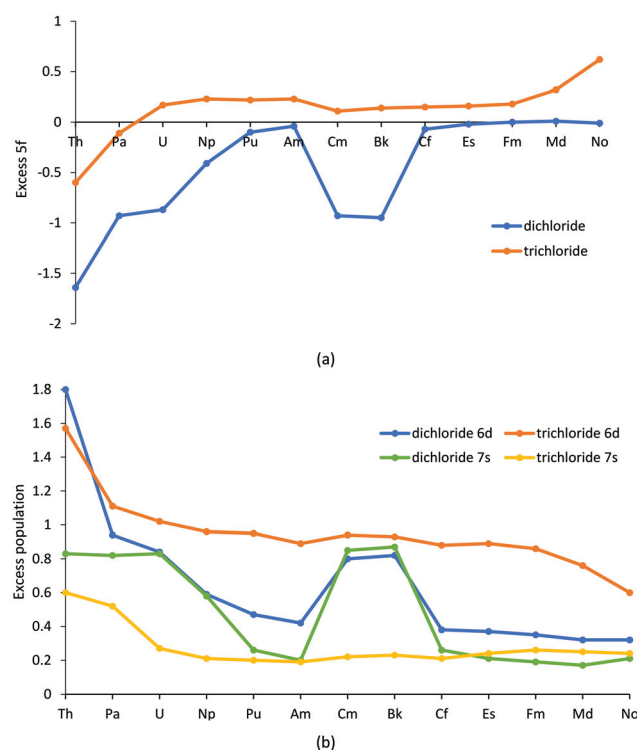 1
0.5
0
-0.5
-1
-1.5
-2
Excess 5f
Th Pa U Np Pu Am Cm Bk Cf Es Fm Md No
dichloride
trichloride
(a)
1.8
1.6
1.4
1.2
1
0.8
0.6
0.4
0.2
0
Excess population
dichloride 6d trichloride 6d
dichloride 7s trichloride 7s
Th Pa U Np Pu Am Cm Bk Cf Es Fm Md No
(b)